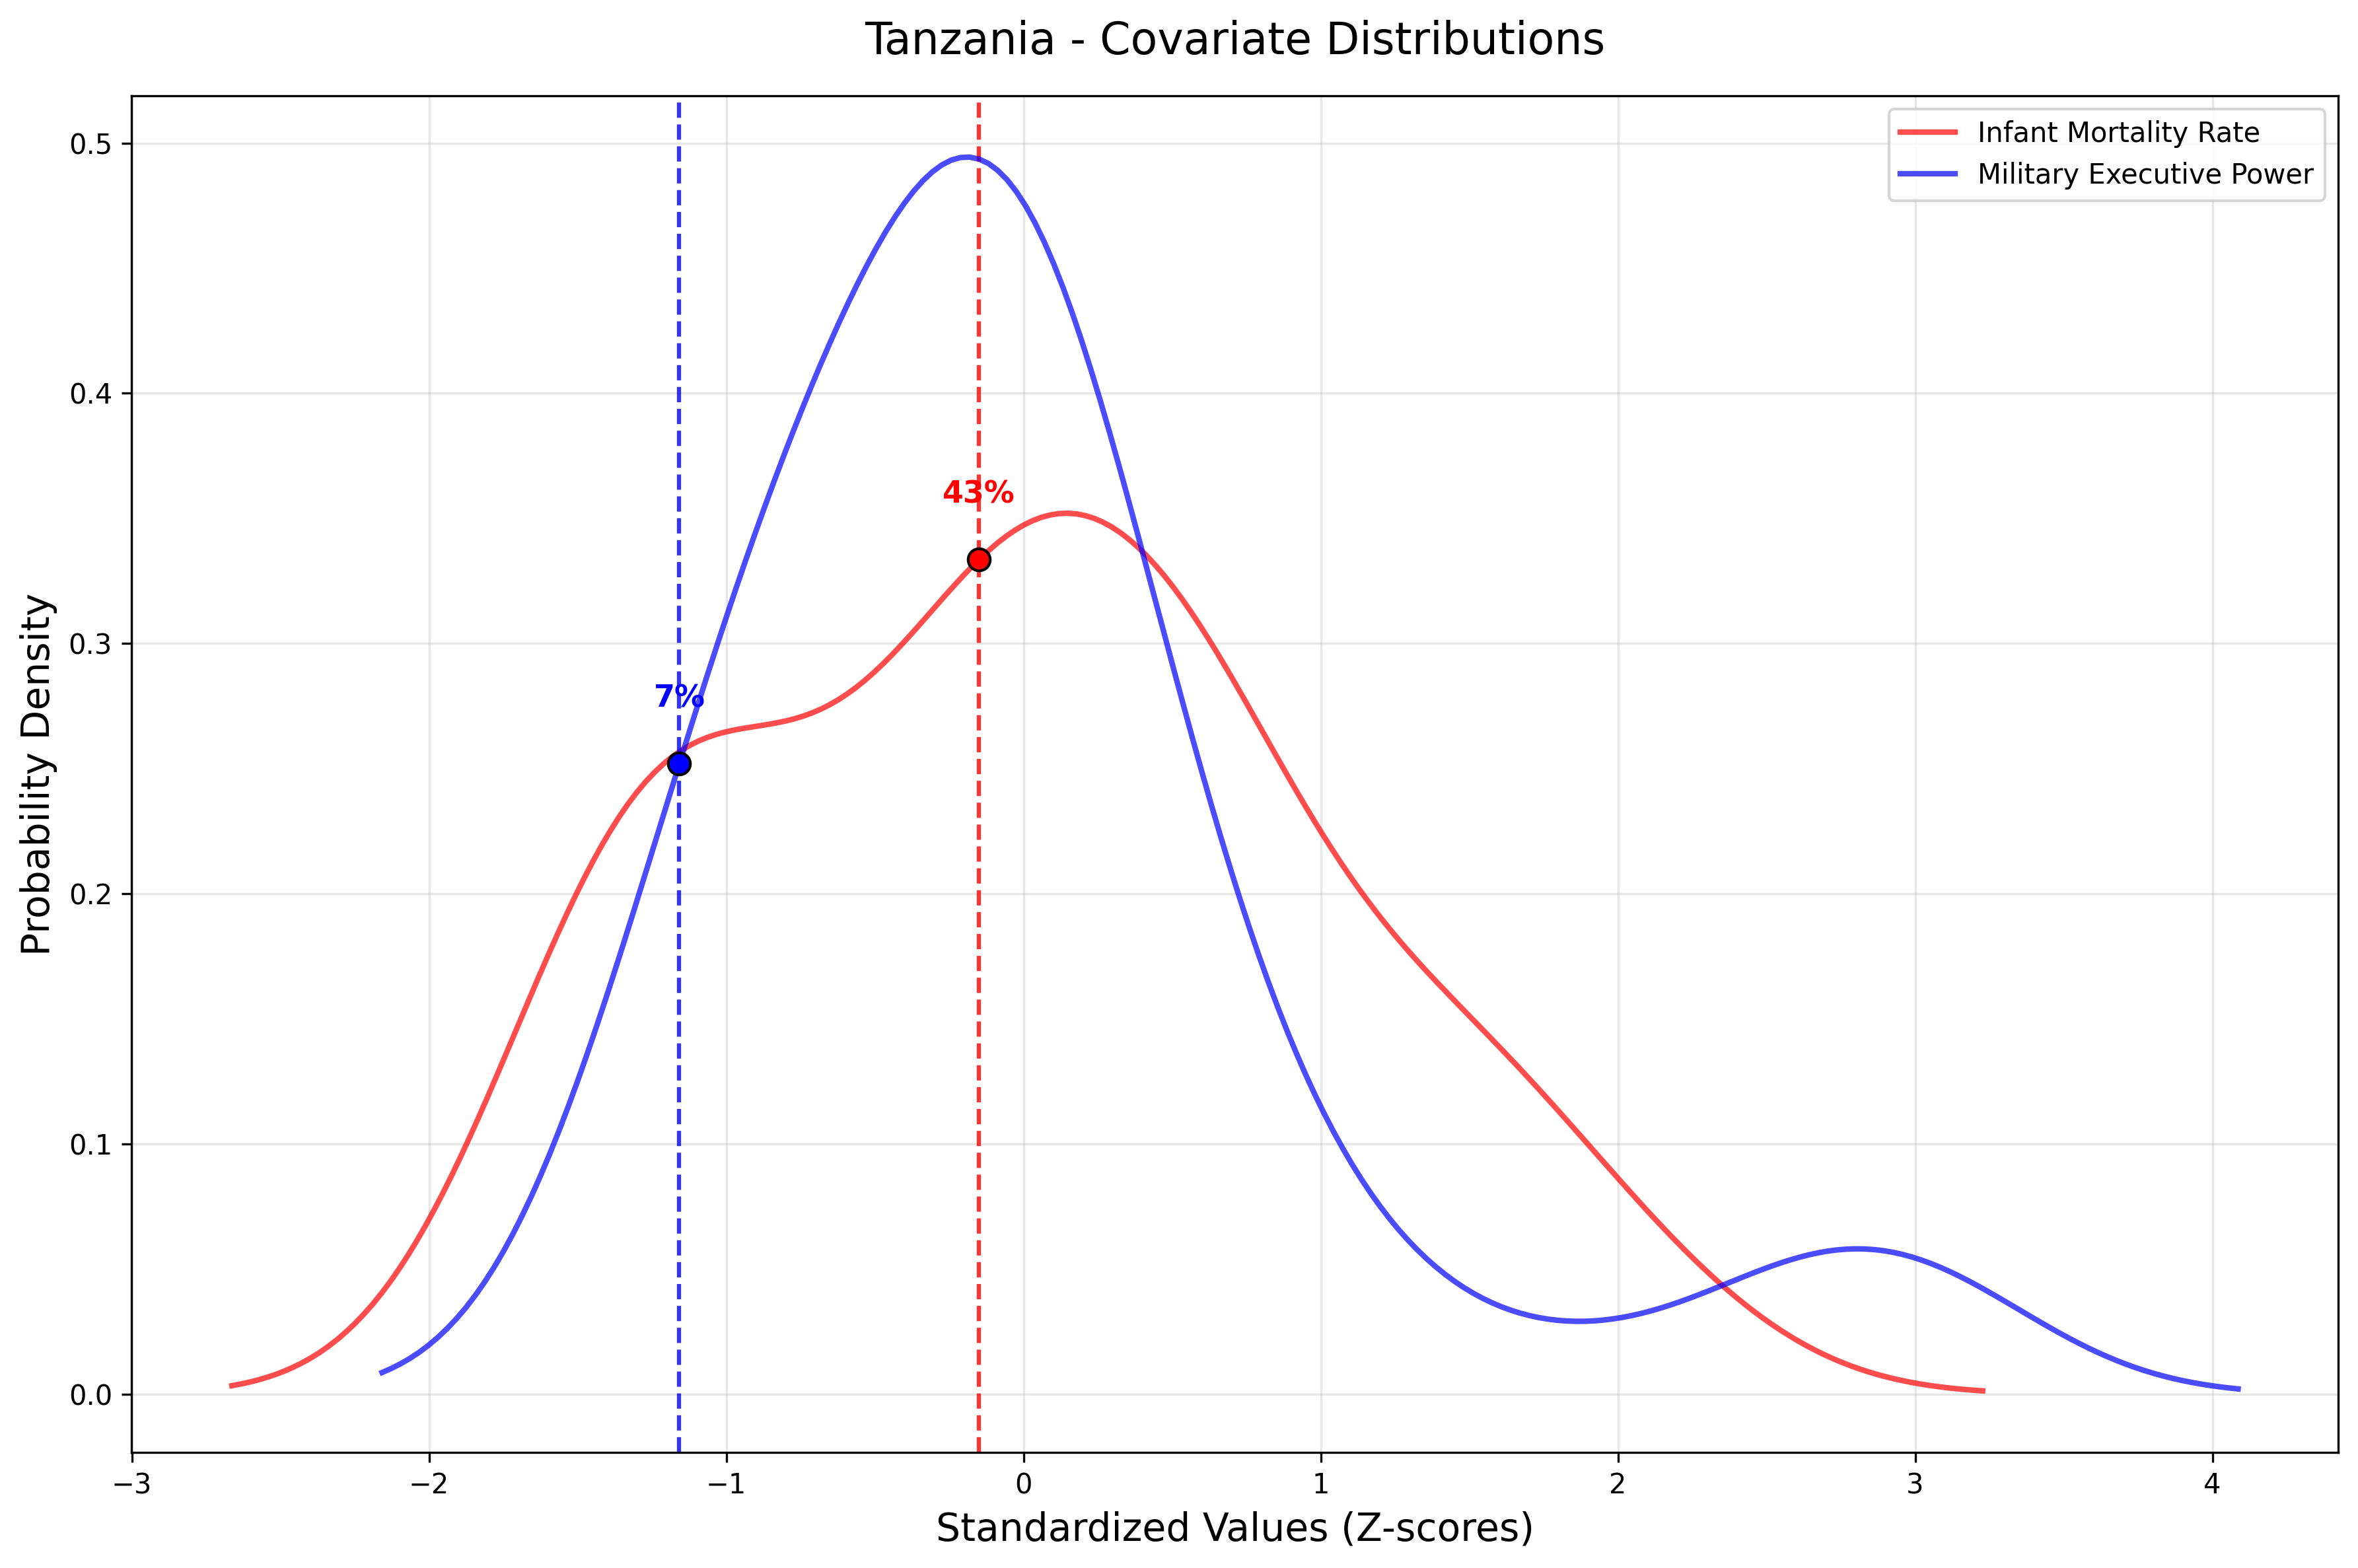 Tanzania - Covariate Distributions
Infant Mortality Rate
Military Executive Power
Probability Density
0.5
0.4
0.3
0.2
0.1
0.0
43%
7%
−3 −2 −1 0 1 2 3 4
Standardized Values (Z-scores)